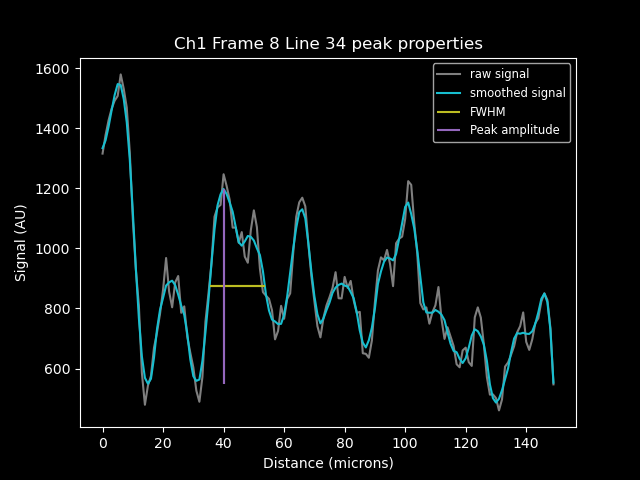 Ch1 Frame 8 Line 34 peak properties
raw signal
smoothed signal
FWHM
Peak amplitude
Signal (AU)
1600
1400
1200
1000
800
600
0 20 40 60 80 100 120 140
Distance (microns)